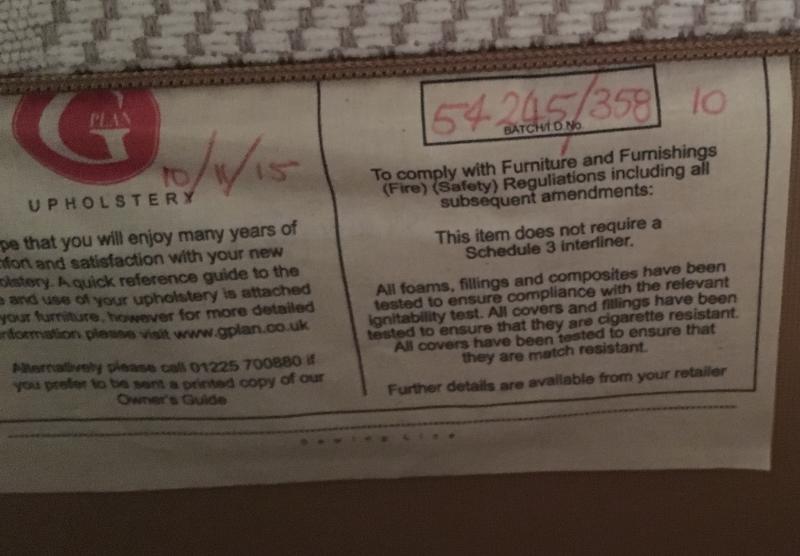 G PLAN
10/11/15
UPHOLSTERY
pe that you will enjoy many years of
mfort and satisfaction with your new
olstery. A quick reference guide to the
e and use of your upholstery is attached
your furniture, however for more detailed
nformation please visit www.gplan.co.uk
Alternatively please call 01225 700880 if
you prefer to be sent a printed copy of our
Owner's Guide
54245/358 10
BATCH/I.D No.
To comply with Furniture and Furnishings
(Fire) (Safety) Reguliations including all
subsequent amendments:
This item does not require a
Schedule 3 interliner.
All foams, fillings and composites have been
tested to ensure compliance with the relevant
ignitability test. All covers and fillings have been
tested to ensure that they are cigarette resistant.
All covers have been tested to ensure that
they are match resistant.
Further details are available from your retailer
Sewing Line